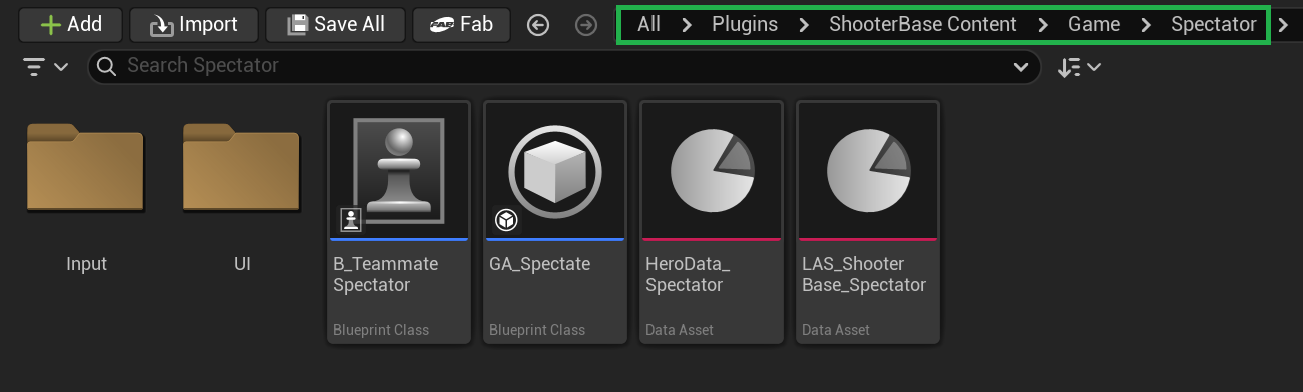 Add Import Save All FAB Fab All Plugins ShooterBase Content Game Spectator
Search Spectator
Input
UI
B_Teammate
Spectator
Blueprint Class
GA_Spectate
Blueprint Class
HeroData_
Spectator
Data Asset
LAS_Shooter
Base_Spectator
Data Asset